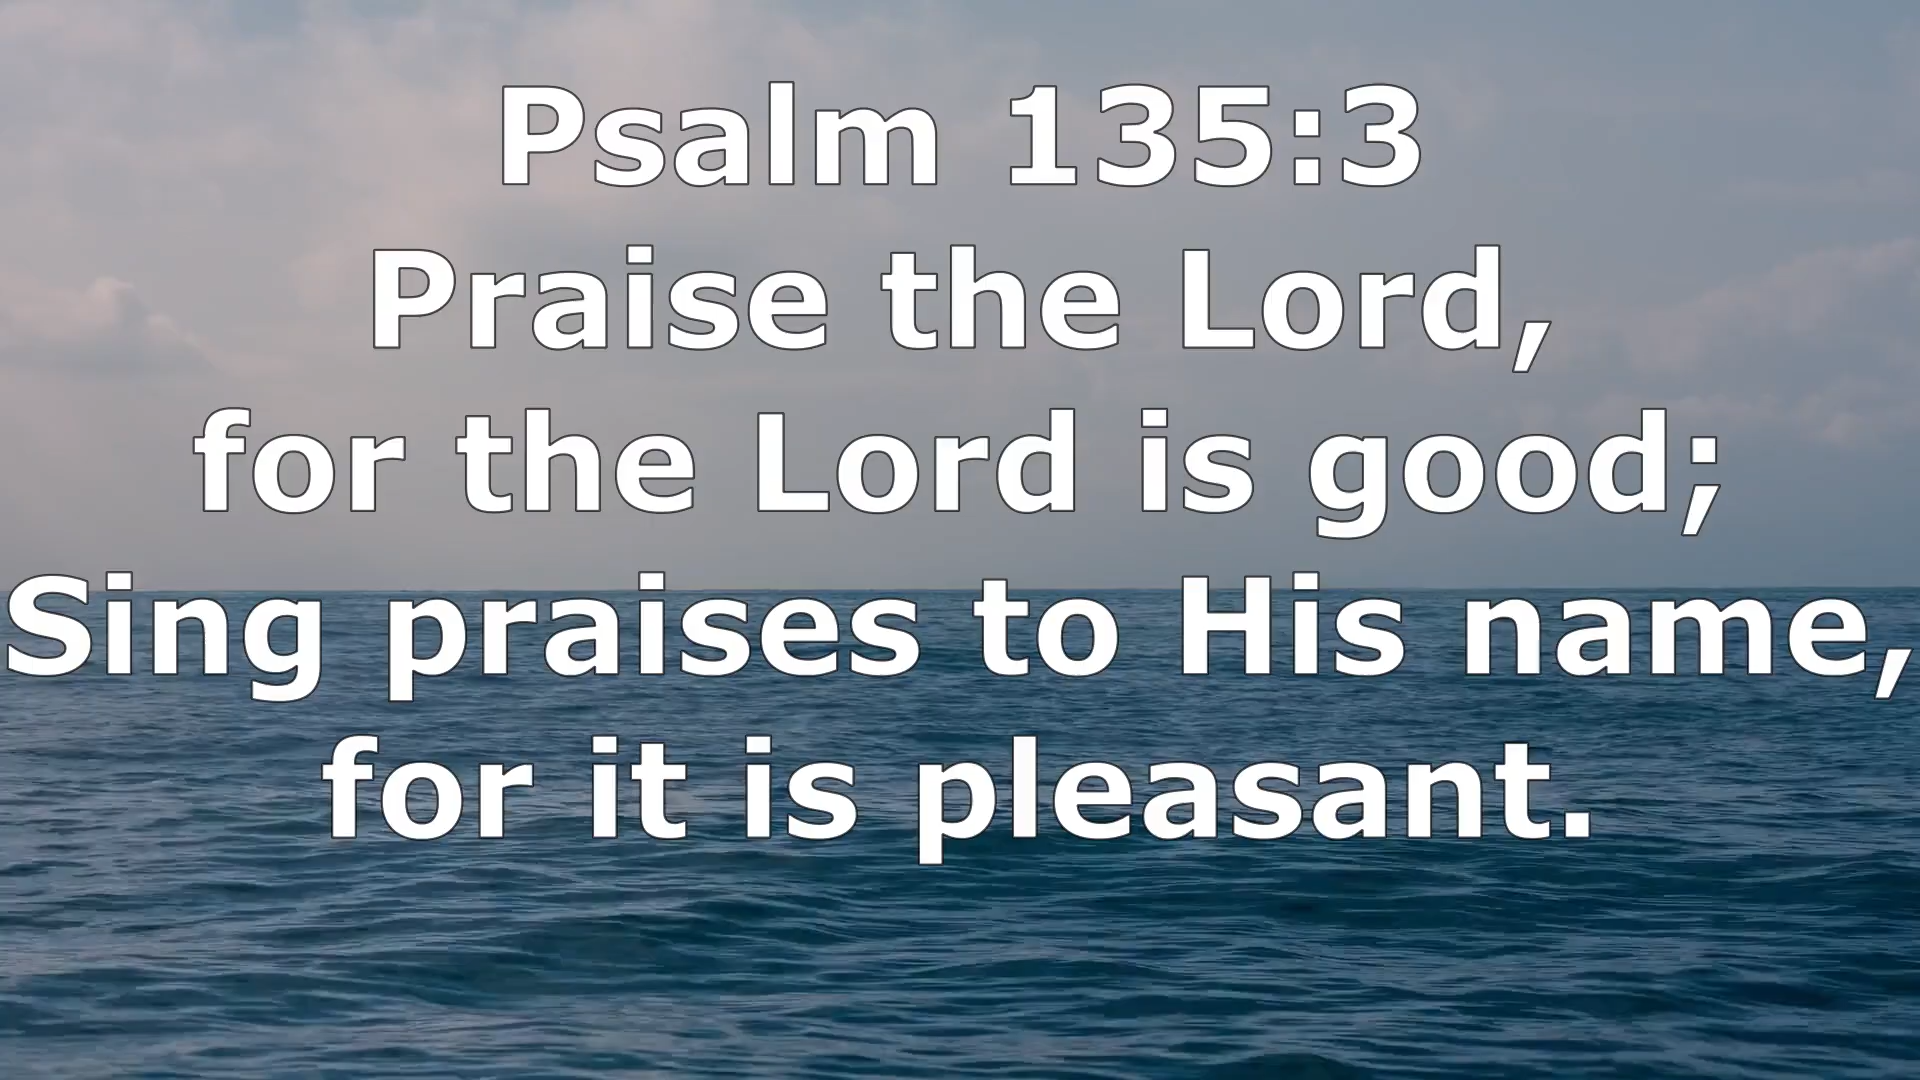 Psalm 135:3
Praise the Lord,
for the Lord is good;
Sing praises to His name,
for it is pleasant.